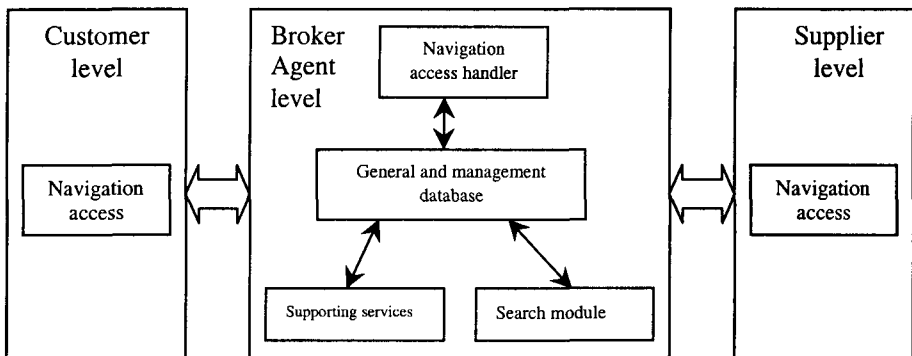 Customer
level
Navigation
access
Broker
Agent
level
Navigation
access handler
General and management
database
Supporting services
Search module
Supplier
level
Navigation
access